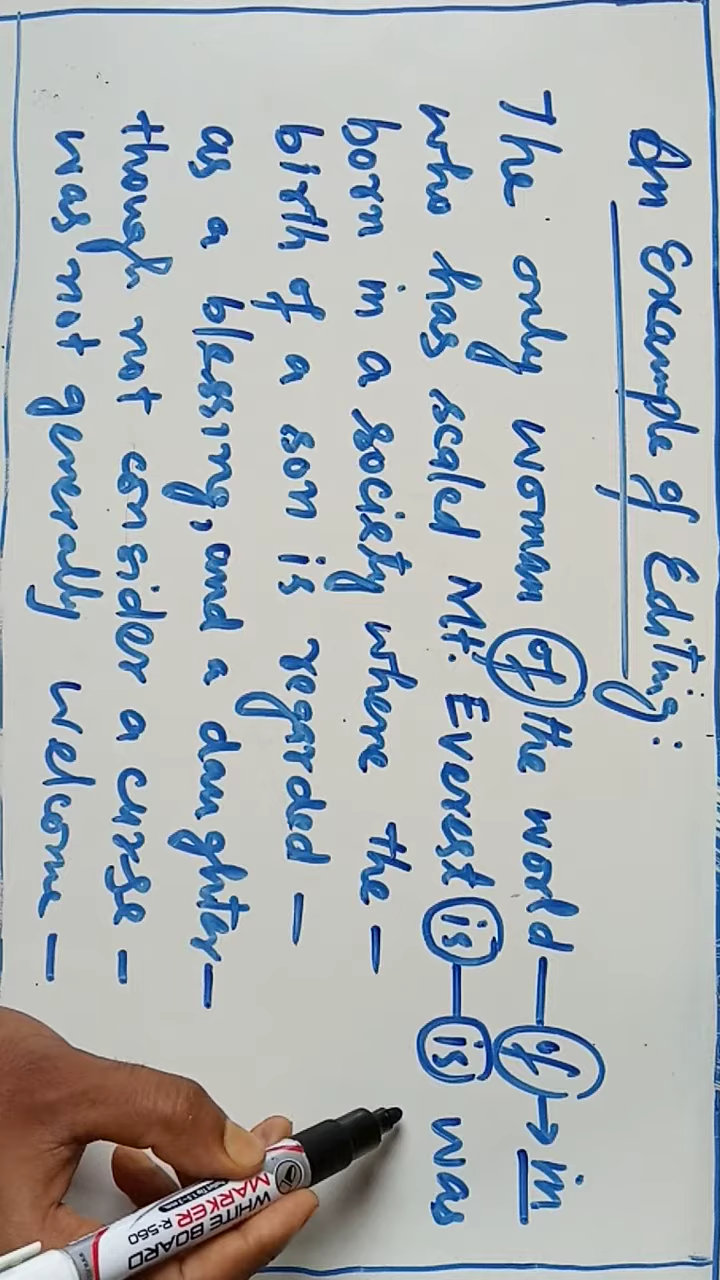 An Example of Editing:
The only woman of the world — of → in
who has scaled Mt. Everest is — is was
born in a society where the —
birth of a son is regarded —
as a blessing, and a daughter —
though not consider a curse —
was not generally welcome —
WHITE BOARD
MARKER R-560